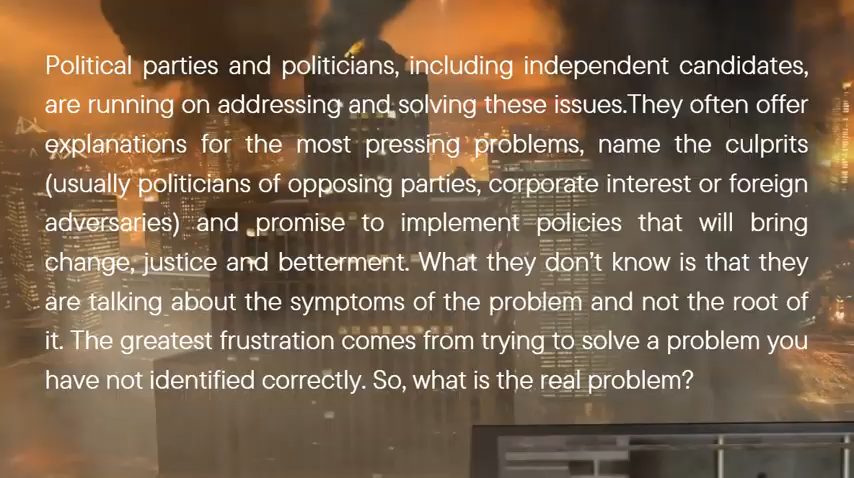 Political parties and politicians, including independent candidates,
are running on addressing and solving these issues.They often offer
explanations for the most pressing problems, name the culprits
(usually politicians of opposing parties, corporate interest or foreign
adversaries) and promise to implement policies that will bring
change, justice and betterment. What they don't know is that they
are talking about the symptoms of the problem and not the root of
it. The greatest frustration comes from trying to solve a problem you
have not identified correctly. So, what is the real problem?